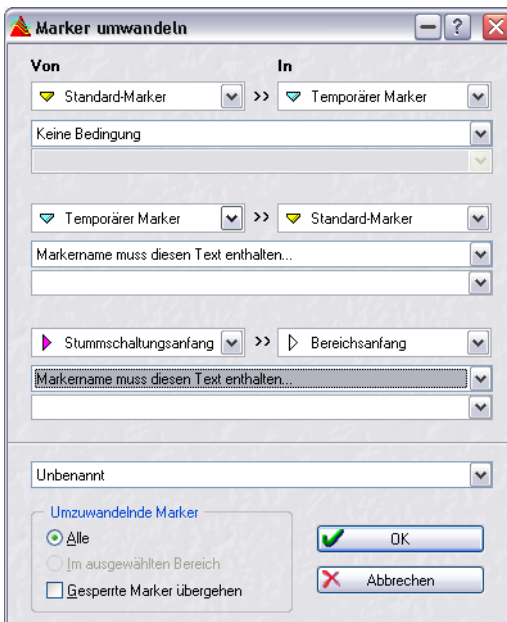 Marker umwandeln
Von In
Standard-Marker >> Temporärer Marker
Keine Bedingung
Temporärer Marker >> Standard-Marker
Markername muss diesen Text enthalten...
Stummschaltungsanfang >> Bereichsanfang
Markername muss diesen Text enthalten...
Unbenannt
Umzuwandelnde Marker
Alle
Im ausgewählten Bereich
Gesperrte Marker übergehen
OK
Abbrechen